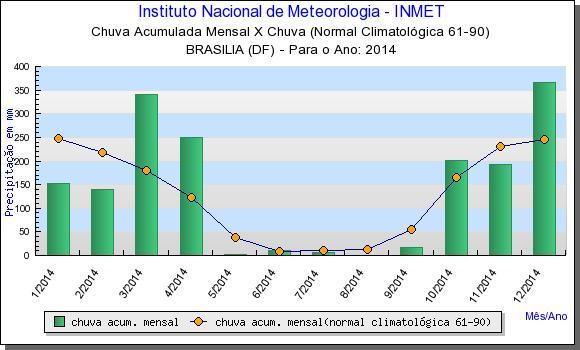 Instituto Nacional de Meteorologia - INMET
Chuva Acumulada Mensal X Chuva (Normal Climatológica 61-90)
BRASILIA (DF) - Para o Ano: 2014
Precipitação em mm
400
350
300
250
200
150
100
50
0
1/2014 2/2014 3/2014 4/2014 5/2014 6/2014 7/2014 8/2014 9/2014 10/2014 11/2014 12/2014
Mês/Ano
chuva acum. mensal chuva acum. mensal(normal climatológica 61-90)